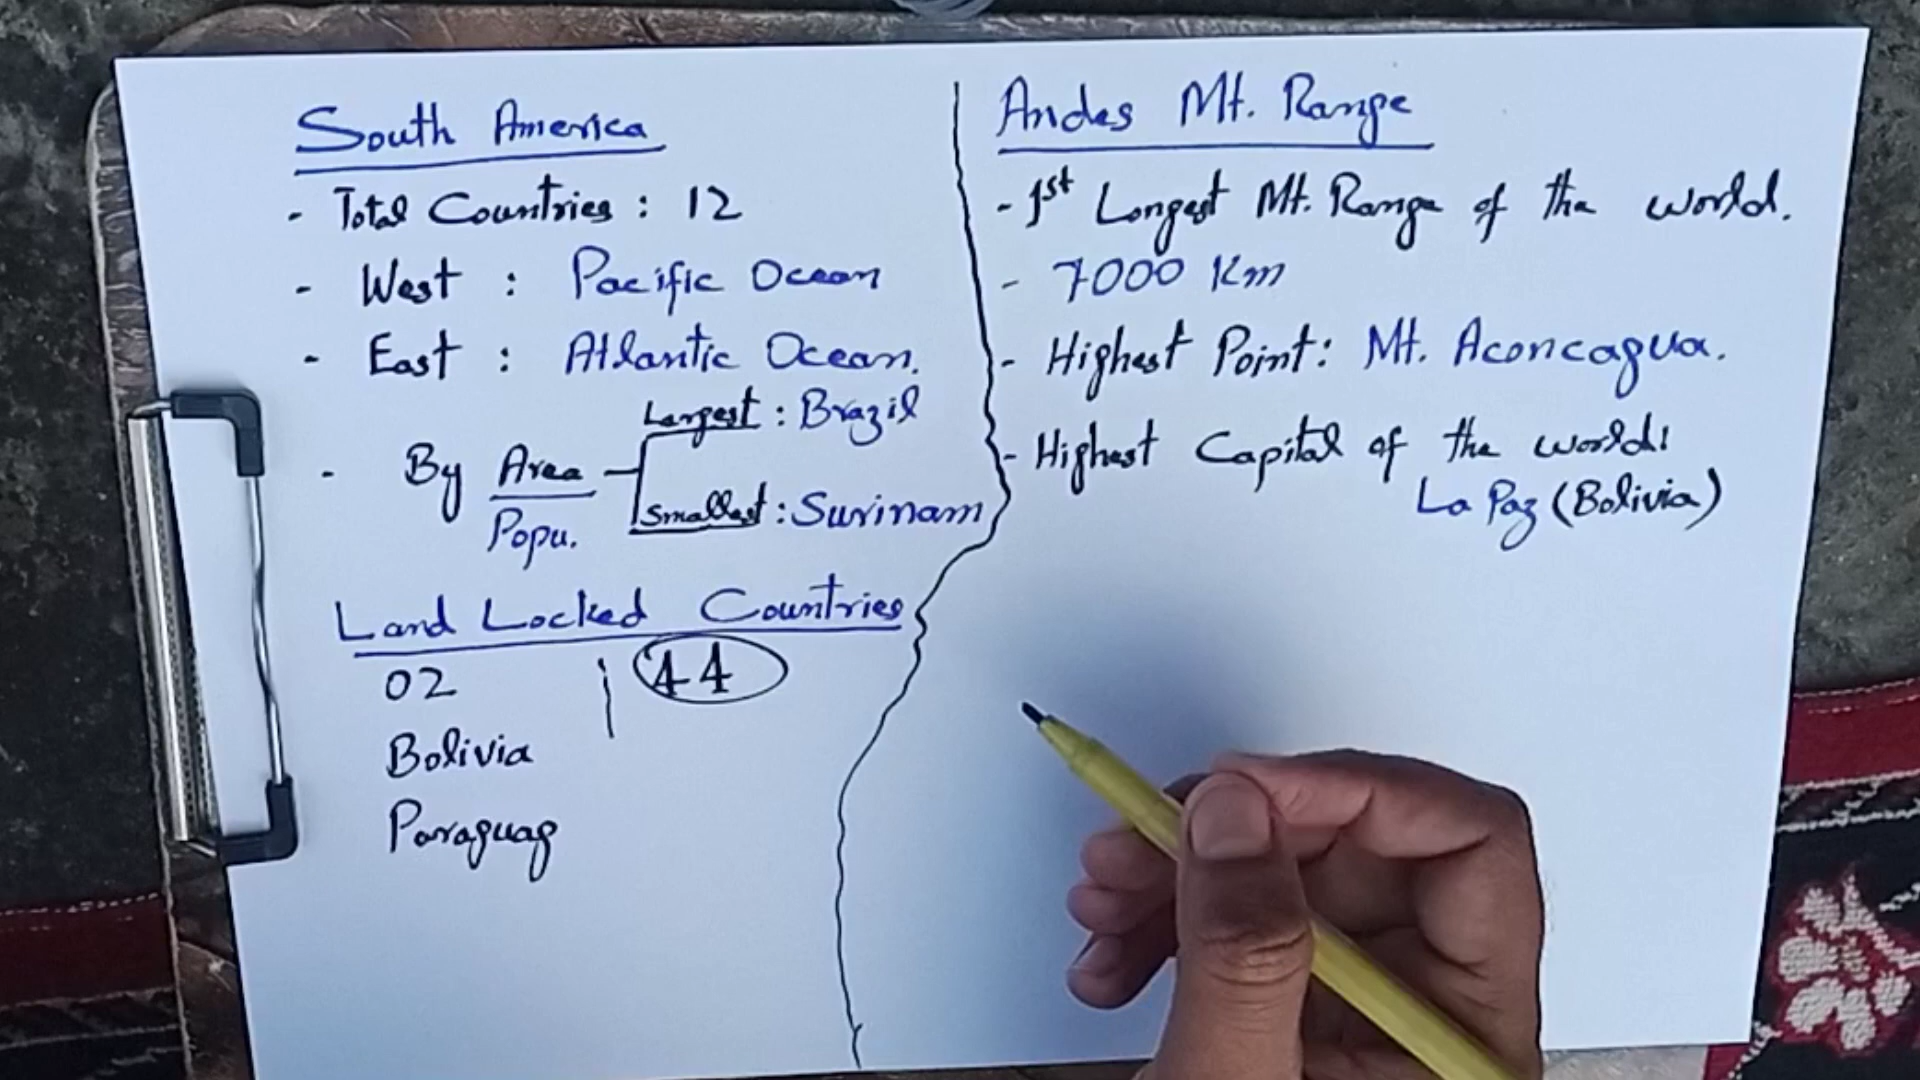 South America
- Total Countries : 12
- West : Pacific Ocean
- East : Atlantic Ocean.
- By Area
Popu.
Largest : Brazil
Smallest : Surinam
Land Locked Countries
02
44
Bolivia
Paraguay
Andes Mt. Range
- 1st Longest Mt. Range of the world.
- 7000 Km
- Highest Point: Mt. Aconcagua.
- Highest Capital of the world:
La Paz (Bolivia)